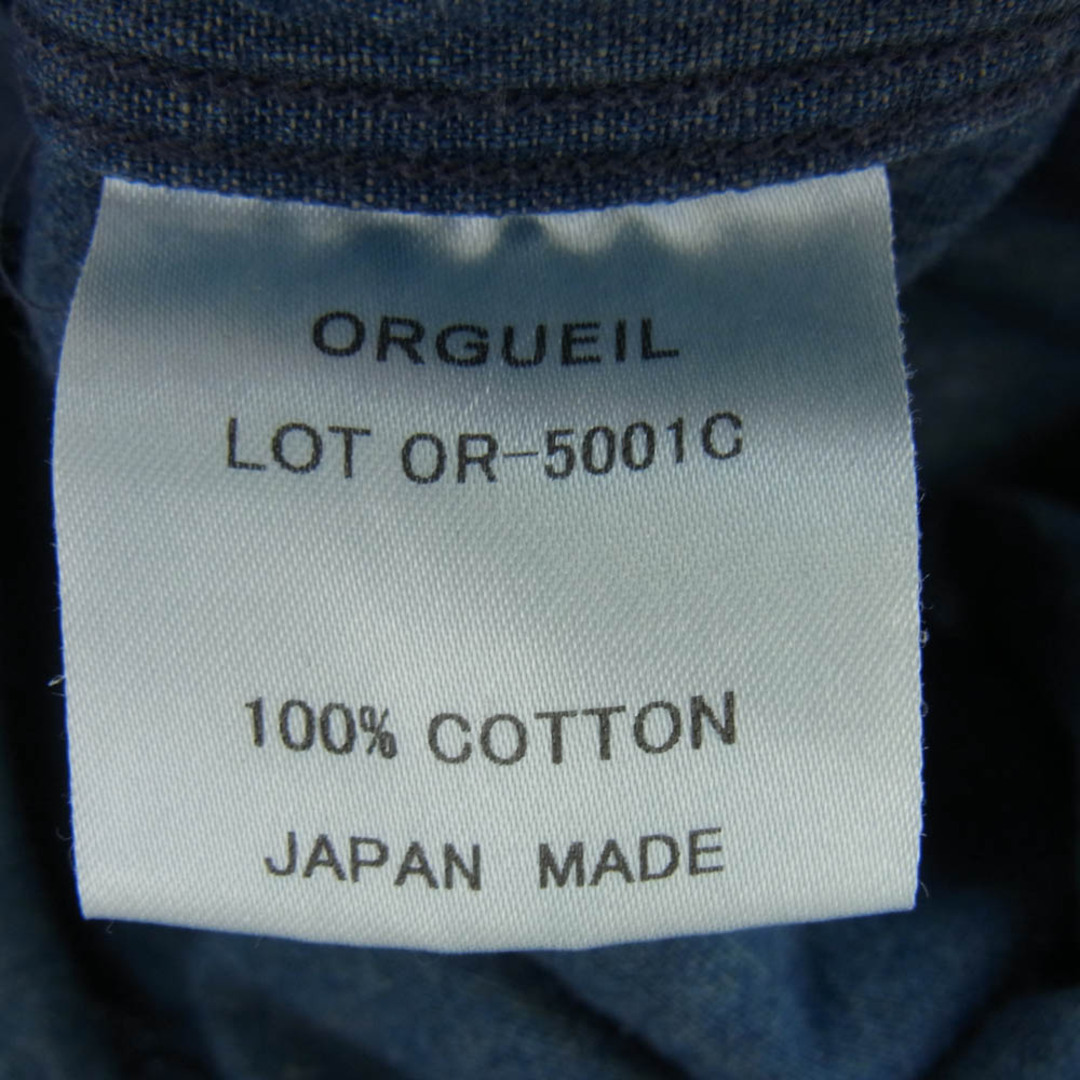 ORGUEIL
LOT OR-5001C
100% COTTON
JAPAN MADE